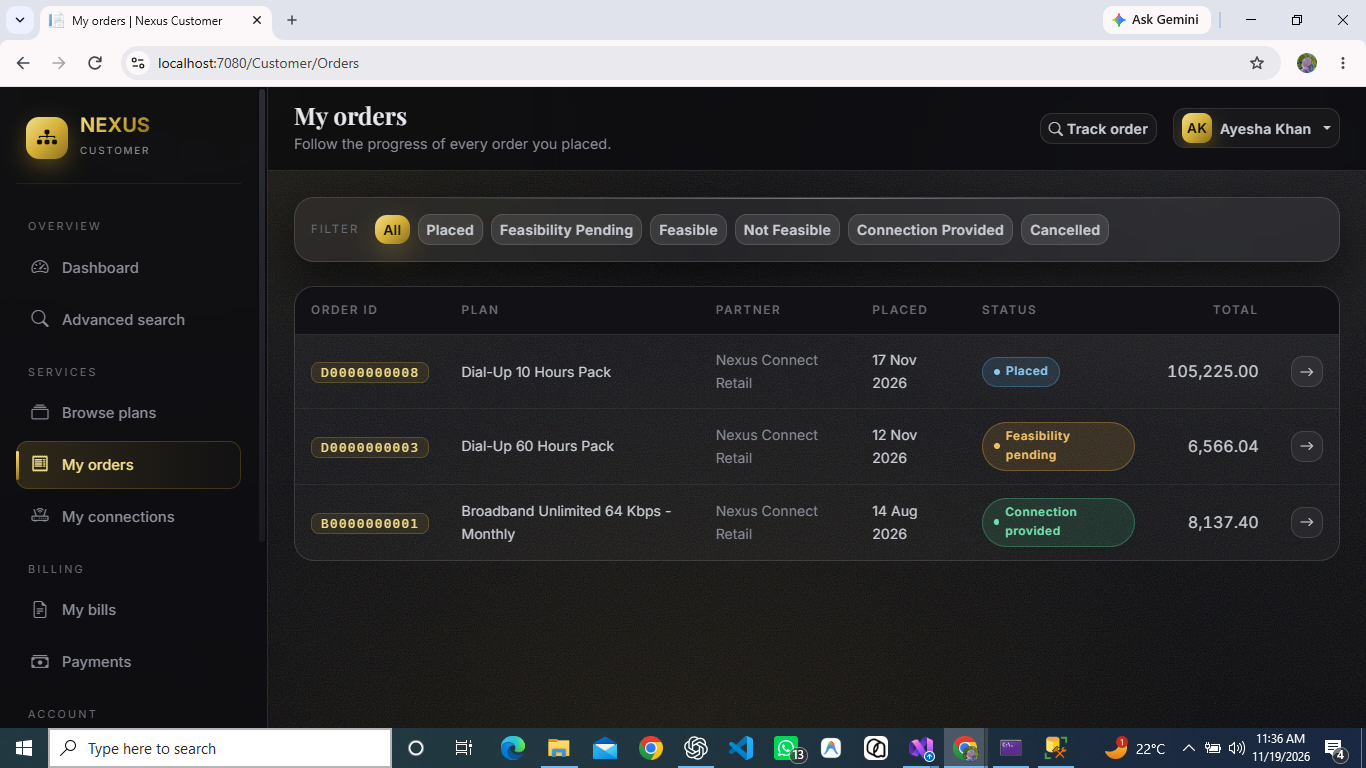 My orders | Nexus Customer
Ask Gemini
localhost:7080/Customer/Orders
NEXUS
CUSTOMER
OVERVIEW
Dashboard
Advanced search
SERVICES
Browse plans
My orders
My connections
BILLING
My bills
Payments
ACCOUNT
My orders
Follow the progress of every order you placed.
Track order
AK Ayesha Khan
FILTER All Placed Feasibility Pending Feasible Not Feasible Connection Provided Cancelled
ORDER ID PLAN PARTNER PLACED STATUS TOTAL
D0000000008 Dial-Up 10 Hours Pack Nexus Connect Retail 17 Nov 2026 Placed 105,225.00
D0000000003 Dial-Up 60 Hours Pack Nexus Connect Retail 12 Nov 2026 Feasibility pending 6,566.04
B0000000001 Broadband Unlimited 64 Kbps - Monthly Nexus Connect Retail 14 Aug 2026 Connection provided 8,137.40
Type here to search
13
1
22°C
11:36 AM
11/19/2026
4